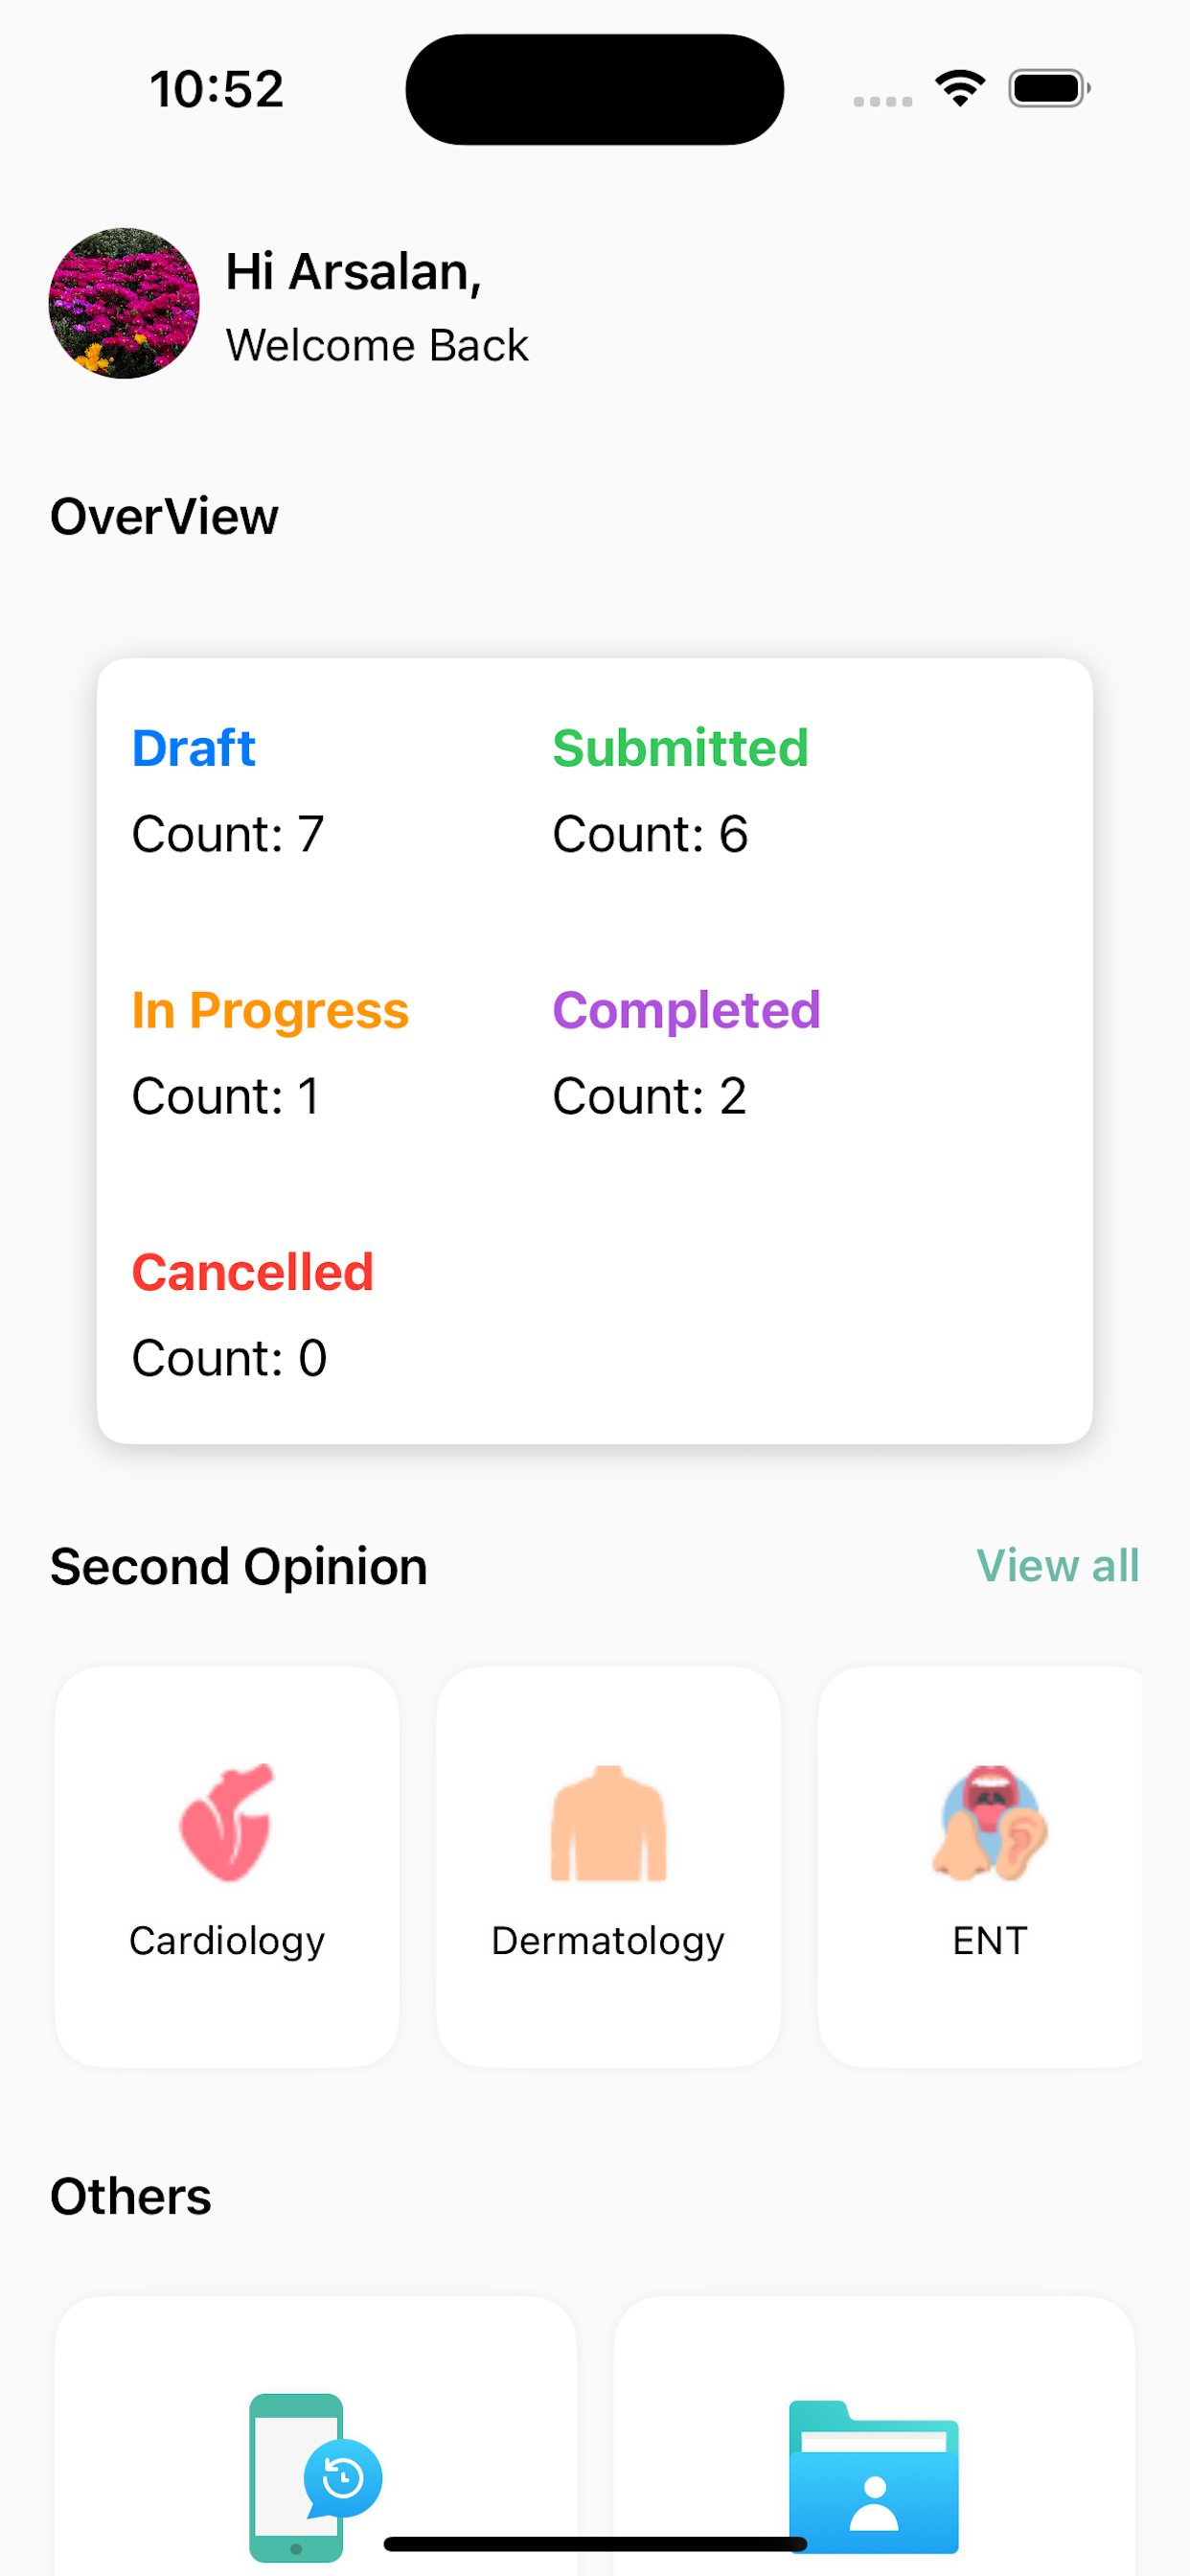 10:52
Hi Arsalan,
Welcome Back
OverView
Draft
Submitted
Count: 7
Count: 6
In Progress
Completed
Count: 1
Count: 2
Cancelled
Count: 0
Second Opinion
View all
Cardiology
Dermatology
ENT
Others